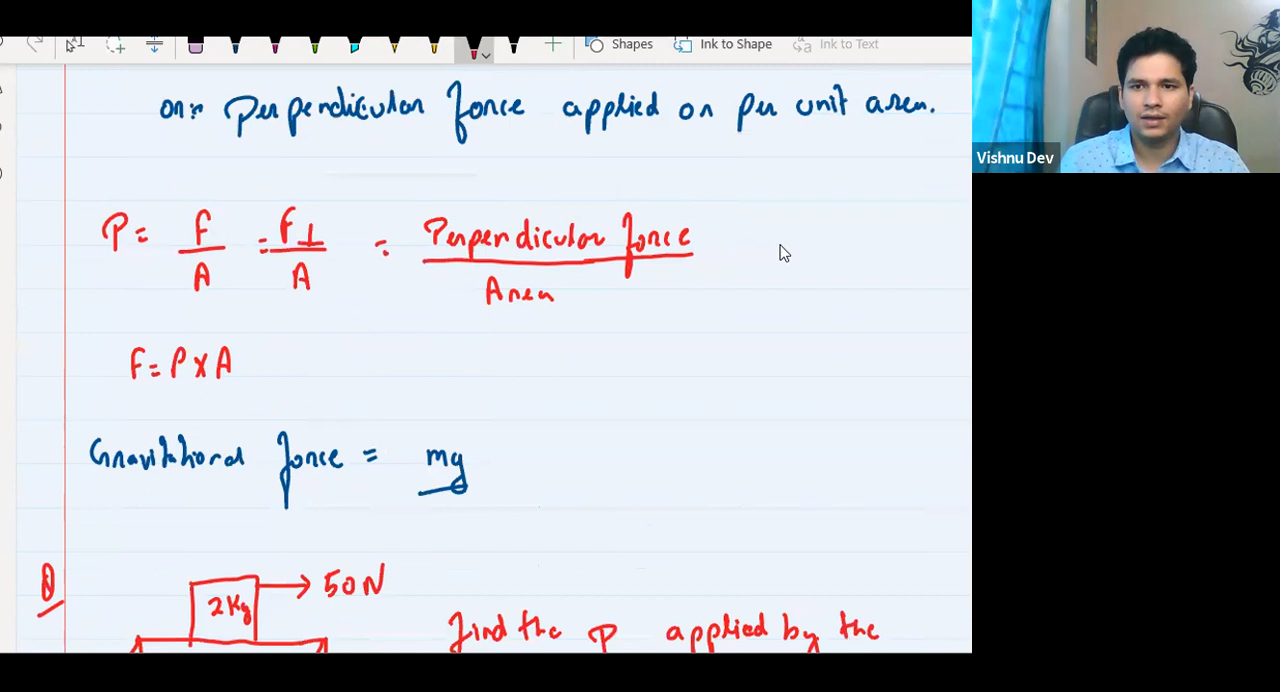 Shapes Ink to Shape Ink to Text
or: Perpendicular force applied on per unit area.
Vishnu Dev
P = F/A = F⊥/A = Perpendicular force/Area
F = P × A
Gravitational force = mg
Q
2Kg → 50N
find the P applied by the